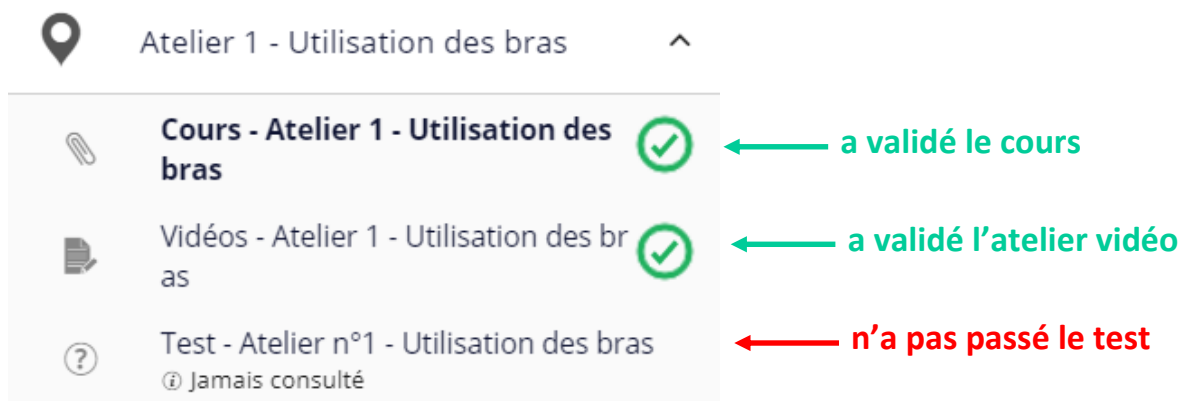 Atelier 1 - Utilisation des bras
Cours - Atelier 1 - Utilisation des
bras
a validé le cours
Vidéos - Atelier 1 - Utilisation des br
as
a validé l’atelier vidéo
Test - Atelier n°1 - Utilisation des bras
Jamais consulté
n’a pas passé le test